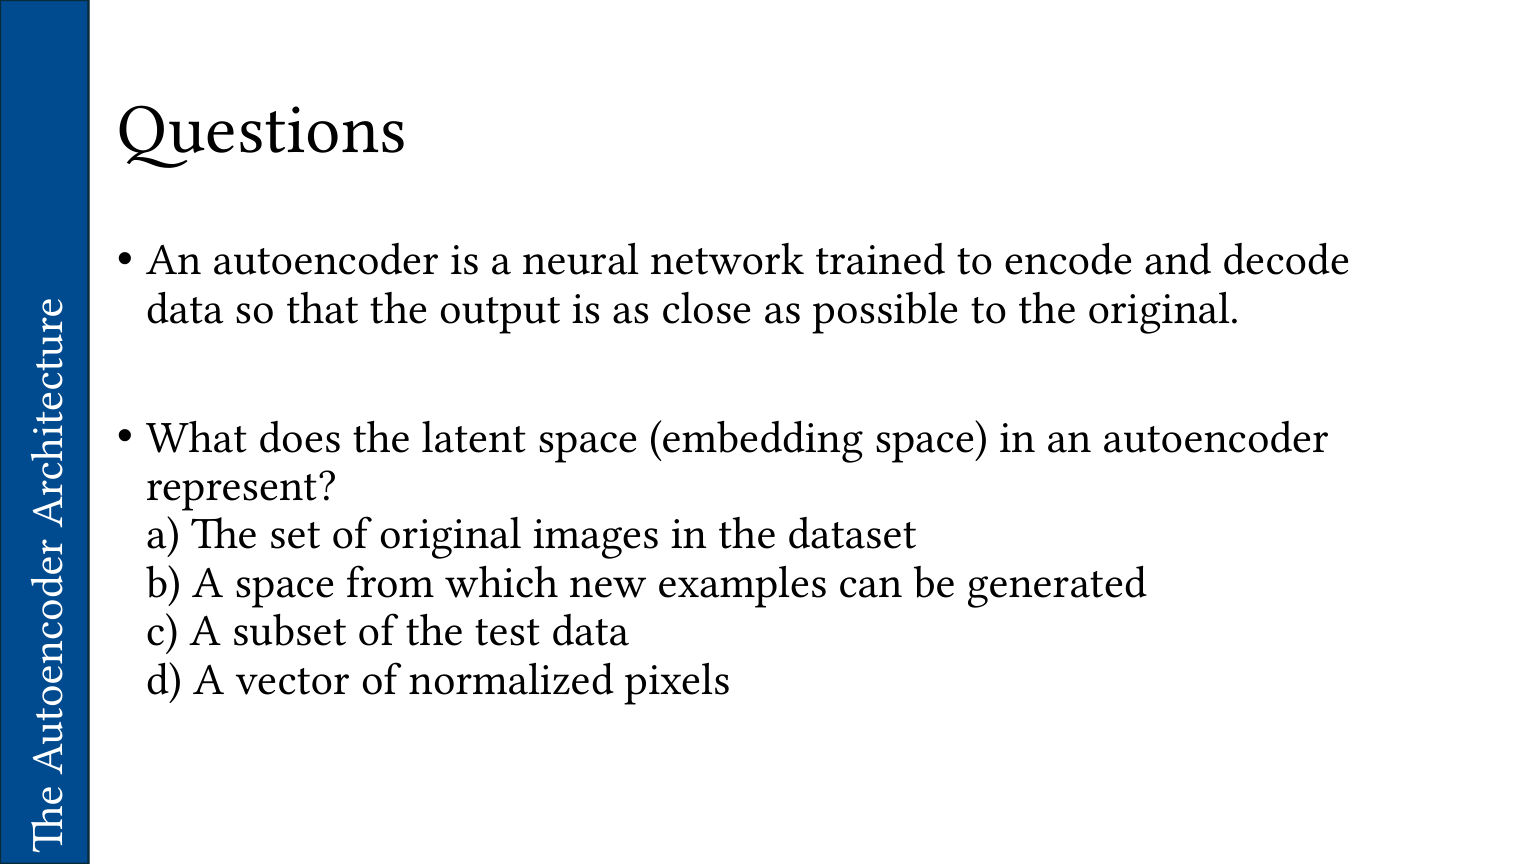 The Autoencoder Architecture
Questions
• An autoencoder is a neural network trained to encode and decode
data so that the output is as close as possible to the original.
• What does the latent space (embedding space) in an autoencoder
represent?
a) The set of original images in the dataset
b) A space from which new examples can be generated
c) A subset of the test data
d) A vector of normalized pixels